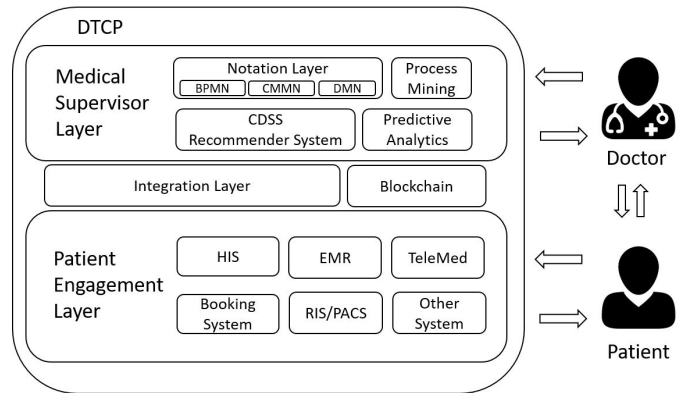 DTCP
Medical
Supervisor
Layer
Notation Layer
BPMN CMMN DMN
Process
Mining
CDSS
Recommender System
Predictive
Analytics
Doctor
Integration Layer
Blockchain
Patient
Engagement
Layer
HIS
EMR
TeleMed
Booking
System
RIS/PACS
Other
System
Patient